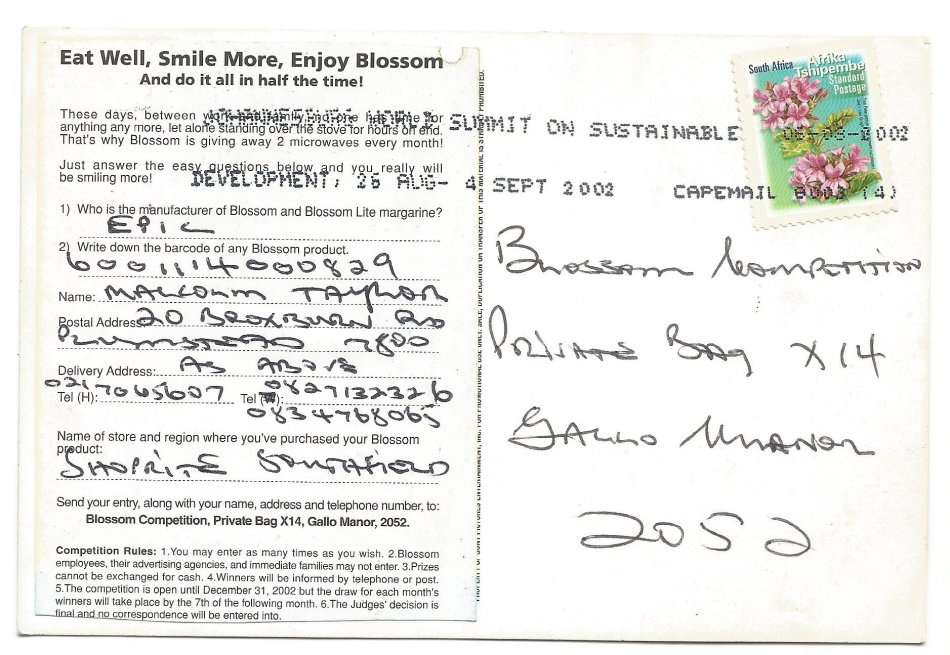 Eat Well, Smile More, Enjoy Blossom
And do it all in half the time!
These days, between work and family, no one has time for
anything any more, let alone standing over the stove for hours on end.
That's why Blossom is giving away 2 microwaves every month!
Just answer the easy questions below and you really will
be smiling more!
1) Who is the manufacturer of Blossom and Blossom Lite margarine?
EPIC
2) Write down the barcode of any Blossom product.
6001114000829
Name: MALCOLM TAYLOR
Postal Address: 20 BROXBURN RD
PLUMSTEAD 7800
Delivery Address: AS ABOVE
Tel (H): 0217065607 Tel (W): 0827132326
0834768065
Name of store and region where you've purchased your Blossom
product:
SHOPRITE SOUTHFIELD
Send your entry, along with your name, address and telephone number, to:
Blossom Competition, Private Bag X14, Gallo Manor, 2052.
Competition Rules: 1.You may enter as many times as you wish. 2.Blossom
employees, their advertising agencies, and immediate families may not enter. 3.Prizes
cannot be exchanged for cash. 4.Winners will be informed by telephone or post.
5.The competition is open until December 31, 2002 but the draw for each month's
winners will take place by the 7th of the following month. 6.The Judges' decision is
final and no correspondence will be entered into.
WORLD SUMMIT ON SUSTAINABLE
DEVELOPMENT, 26 AUG- 4 SEPT 2002 CAPEMAIL 8003 (4)
South Africa
Afrika
Tshipembe
Standard
Postage
BLOSSOM COMPETITION
PRIVATE BAG X14
GALLO MANOR
2052